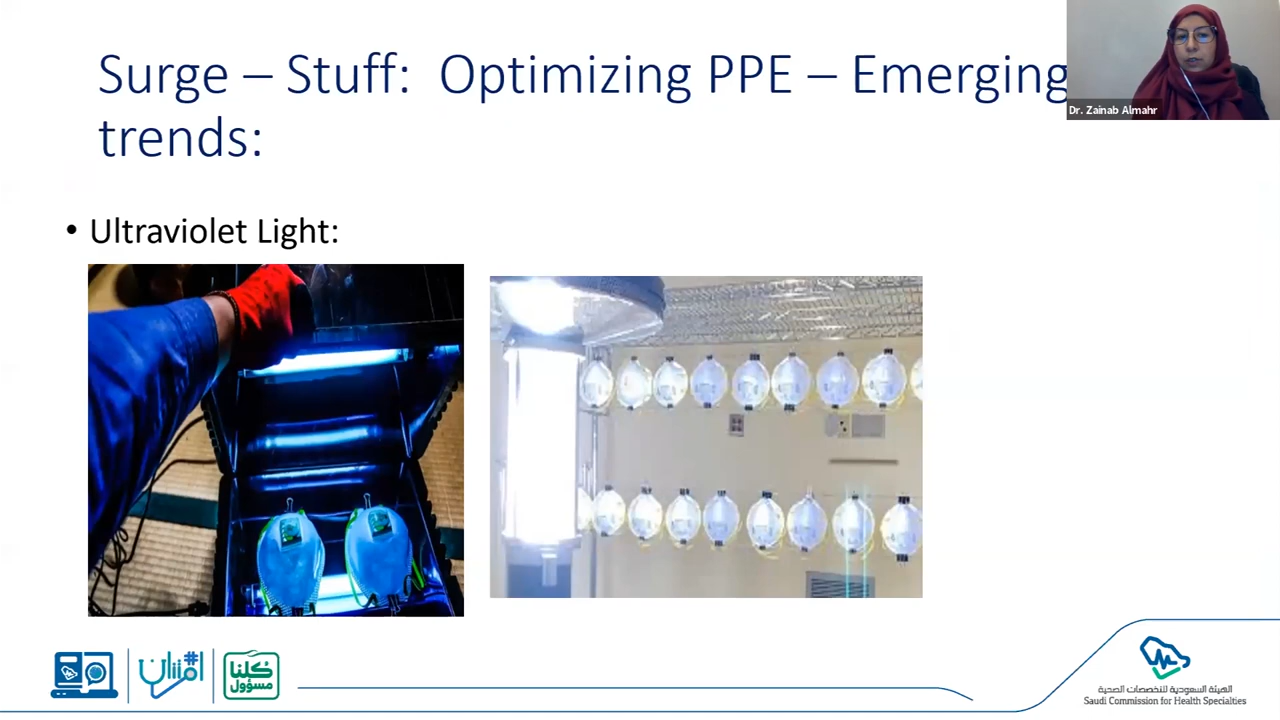 Surge – Stuff:  Optimizing PPE – Emerging
trends:
Dr. Zainab Almahr
• Ultraviolet Light:
#امتنان
كلنا
مسؤول
الهيئة السعودية للتخصصات الصحية
Saudi Commission for Health Specialties